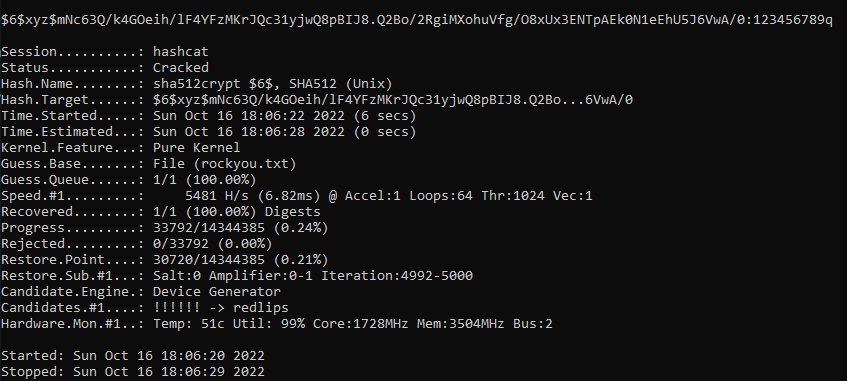 $6$xyz$mNc63Q/k4GOeih/lF4YFzMKrJQc31yjwQ8pBIJ8.Q2Bo/2RgiMXohuVfg/O8xUx3ENTpAEk0N1eEhU5J6VwA/0:123456789q
Session..........: hashcat
Status...........: Cracked
Hash.Name........: sha512crypt $6$, SHA512 (Unix)
Hash.Target......: $6$xyz$mNc63Q/k4GOeih/lF4YFzMKrJQc31yjwQ8pBIJ8.Q2Bo...6VwA/0
Time.Started.....: Sun Oct 16 18:06:22 2022 (6 secs)
Time.Estimated...: Sun Oct 16 18:06:28 2022 (0 secs)
Kernel.Feature...: Pure Kernel
Guess.Base.......: File (rockyou.txt)
Guess.Queue......: 1/1 (100.00%)
Speed.#1.........:     5481 H/s (6.82ms) @ Accel:1 Loops:64 Thr:1024 Vec:1
Recovered........: 1/1 (100.00%) Digests
Progress.........: 33792/14344385 (0.24%)
Rejected.........: 0/33792 (0.00%)
Restore.Point....: 30720/14344385 (0.21%)
Restore.Sub.#1...: Salt:0 Amplifier:0-1 Iteration:4992-5000
Candidate.Engine.: Device Generator
Candidates.#1....: !!!!!! -> redlips
Hardware.Mon.#1..: Temp: 51c Util: 99% Core:1728MHz Mem:3504MHz Bus:2
Started: Sun Oct 16 18:06:20 2022
Stopped: Sun Oct 16 18:06:29 2022